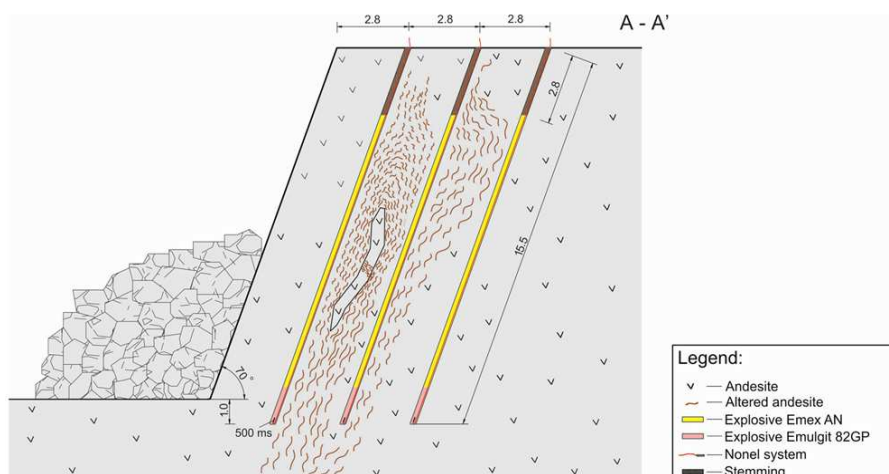 2.8 2.8 2.8
A - A'
2.8
15.5
70°
1.0
500 ms
Legend:
Andesite
Altered andesite
Explosive Emex AN
Explosive Emulgit 82GP
Nonel system
Stemming